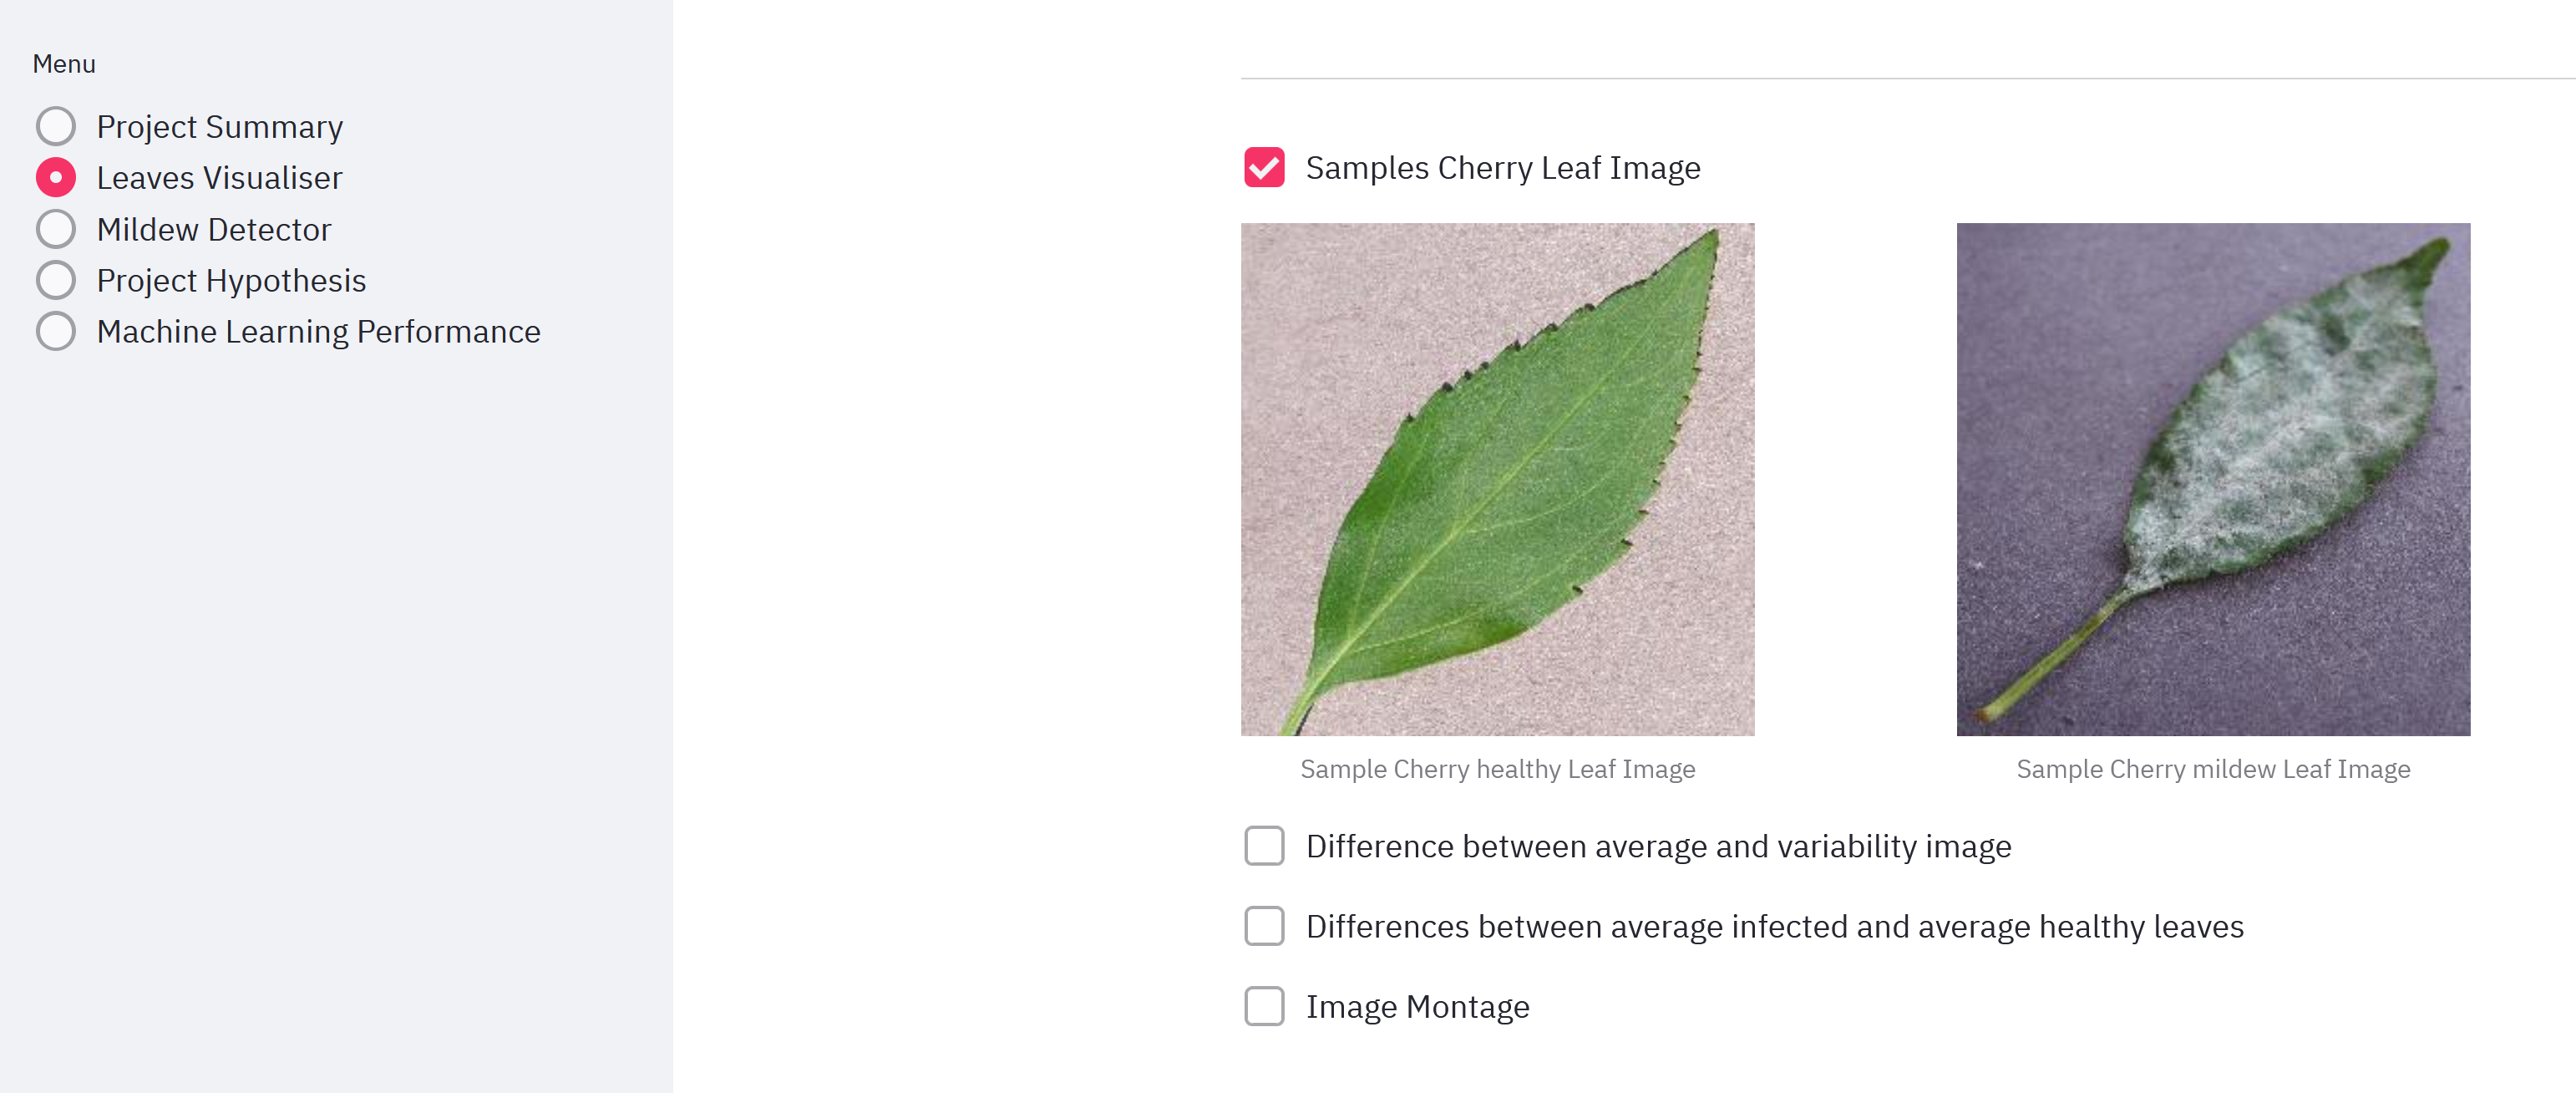 Menu
Project Summary
Leaves Visualiser
Mildew Detector
Project Hypothesis
Machine Learning Performance
Samples Cherry Leaf Image
Sample Cherry healthy Leaf Image
Sample Cherry mildew Leaf Image
Difference between average and variability image
Differences between average infected and average healthy leaves
Image Montage